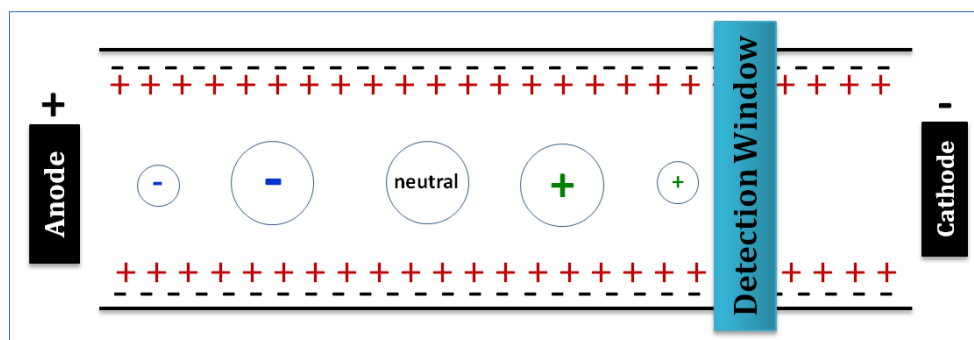 Anode
+
-
-
neutral
+
+
Detection Window
-
Cathode